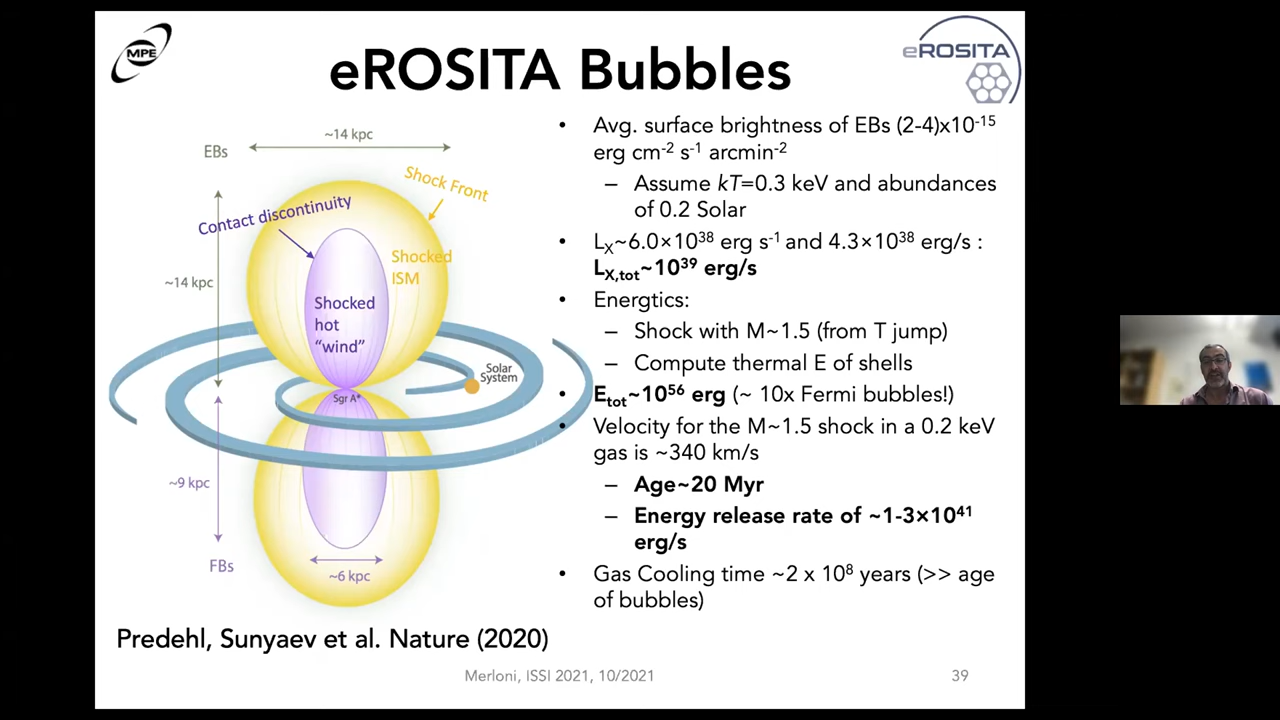 MPE
eROSITA
eROSITA Bubbles
~14 kpc
EBs
Shock Front
Contact discontinuity
Shocked
ISM
~14 kpc
Shocked
hot
“wind”
Solar
System
Sgr A*
~9 kpc
FBs
~6 kpc
• Avg. surface brightness of EBs (2-4)x10⁻¹⁵
erg cm⁻² s⁻¹ arcmin⁻²
– Assume kT=0.3 keV and abundances
of 0.2 Solar
• L_X~6.0×10³⁸ erg s⁻¹ and 4.3×10³⁸ erg/s :
L_X,tot~10³⁹ erg/s
• Energtics:
– Shock with M~1.5 (from T jump)
– Compute thermal E of shells
• E_tot~10⁵⁶ erg (~ 10x Fermi bubbles!)
• Velocity for the M~1.5 shock in a 0.2 keV
gas is ~340 km/s
– Age~20 Myr
– Energy release rate of ~1-3×10⁴¹
erg/s
• Gas Cooling time ~2 x 10⁸ years (>> age
of bubbles)
Predehl, Sunyaev et al. Nature (2020)
Merloni, ISSI 2021, 10/2021
39